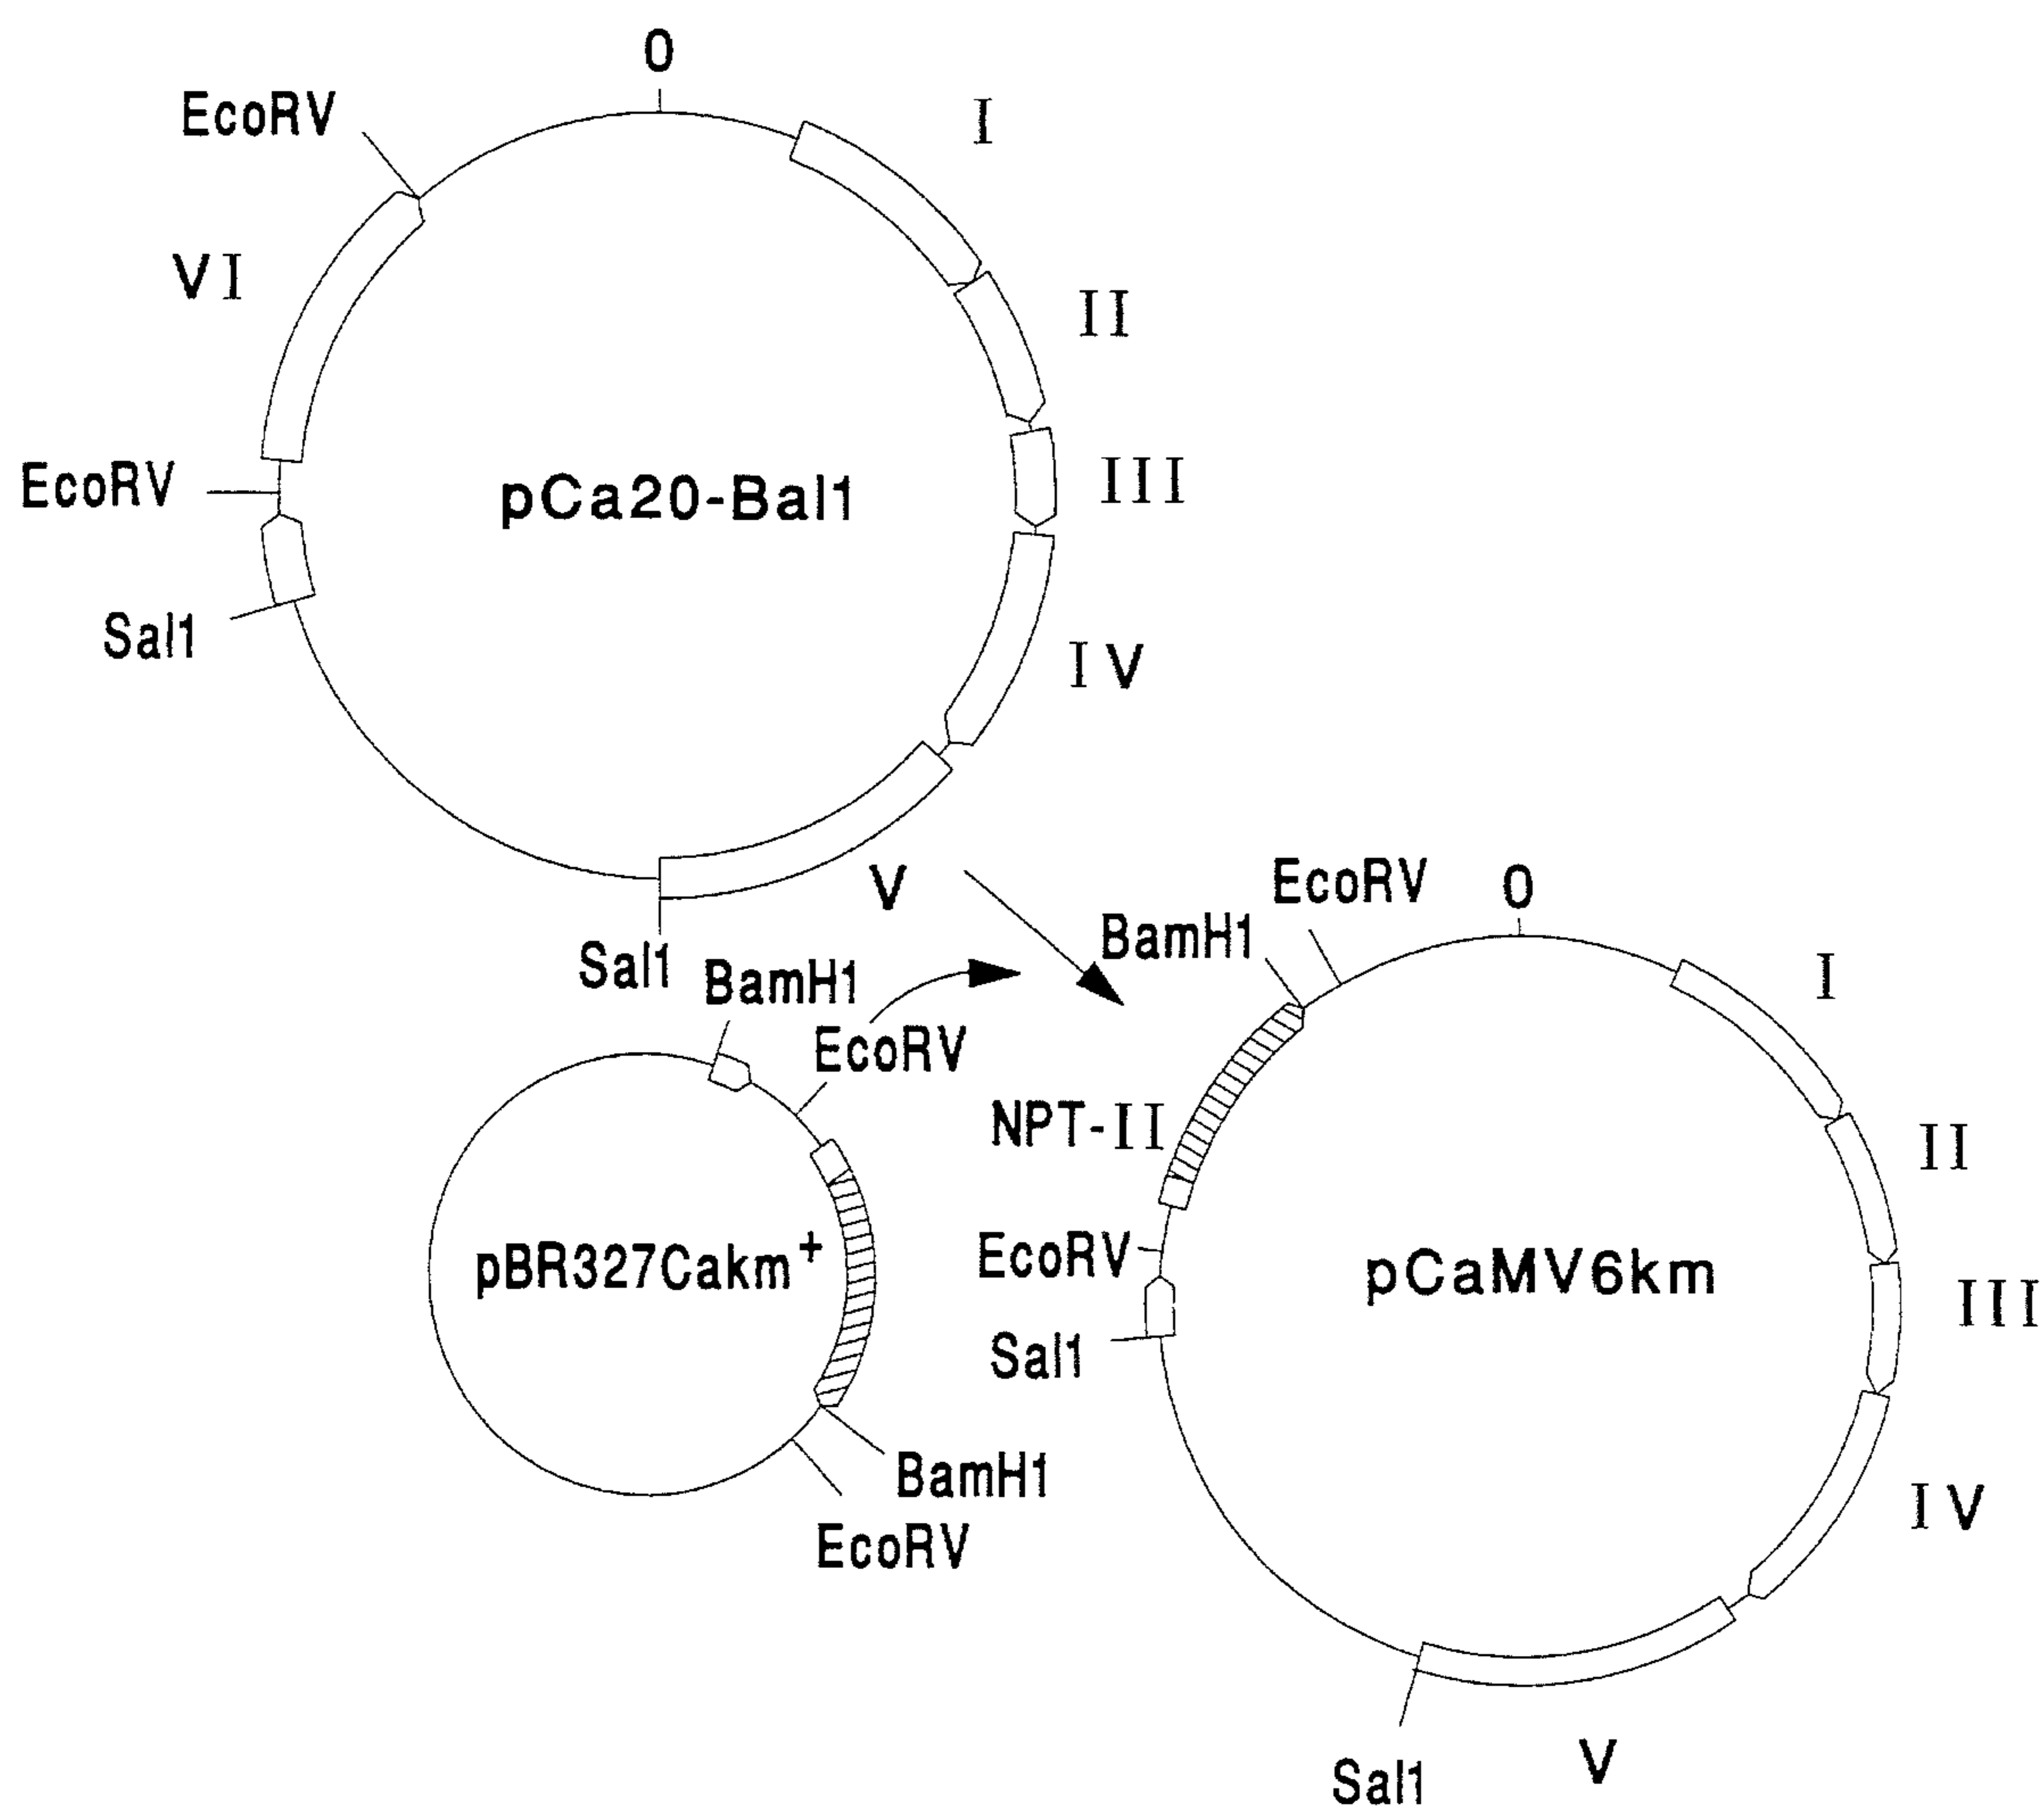 0
EcoRV
I
VI
II
EcoRV
pCa20-Bal1
III
Sal1
IV
V
Sal1
BamH1
EcoRV
EcoRV
0
BamH1
I
NPT-II
II
pBR327Cakm+
EcoRV
pCaMV6km
III
Sal1
BamH1
EcoRV
IV
V
Sal1